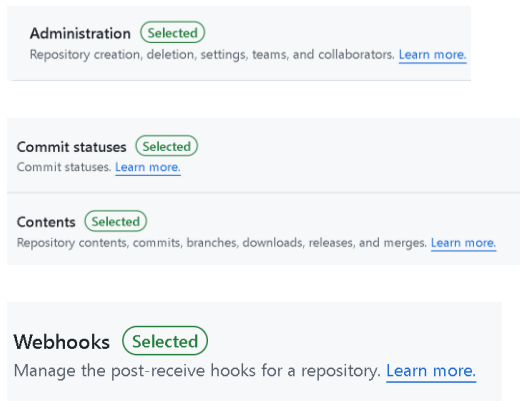 Administration Selected
Repository creation, deletion, settings, teams, and collaborators. Learn more.
Commit statuses Selected
Commit statuses. Learn more.
Contents Selected
Repository contents, commits, branches, downloads, releases, and merges. Learn more.
Webhooks Selected
Manage the post-receive hooks for a repository. Learn more.